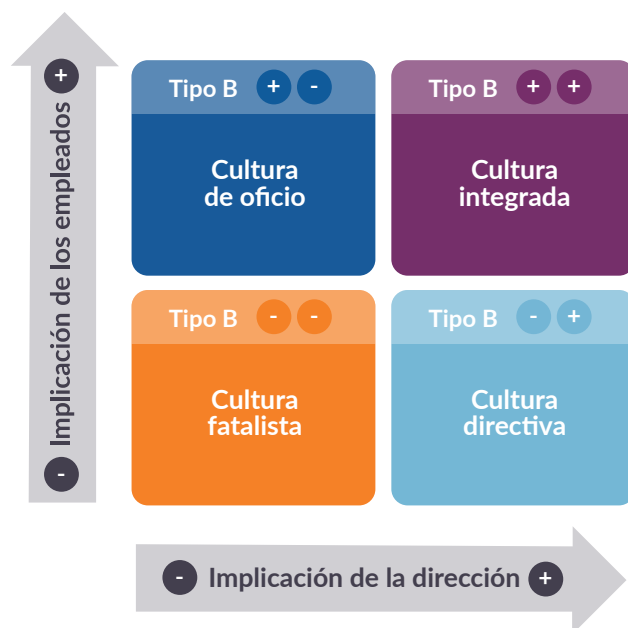 +
Implicación de los empleados
-
Tipo B + -
Cultura
de oficio
Tipo B + +
Cultura
integrada
Tipo B - -
Cultura
fatalista
Tipo B - +
Cultura
directiva
- Implicación de la dirección +